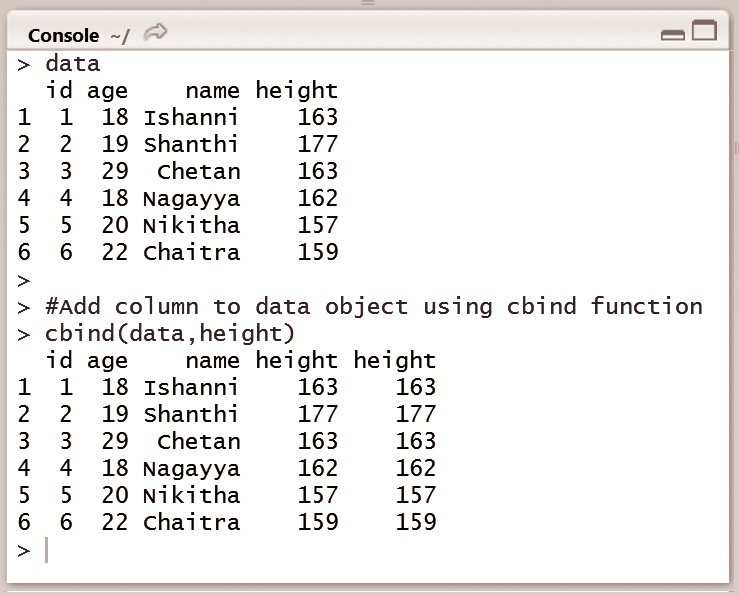 Console ~/
> data
  id age    name height
1  1  18 Ishanni    163
2  2  19 Shanthi    177
3  3  29  Chetan    163
4  4  18 Nagayya    162
5  5  20 Nikitha    157
6  6  22 Chaitra    159
>
> #Add column to data object using cbind function
> cbind(data,height)
  id age    name height height
1  1  18 Ishanni    163    163
2  2  19 Shanthi    177    177
3  3  29  Chetan    163    163
4  4  18 Nagayya    162    162
5  5  20 Nikitha    157    157
6  6  22 Chaitra    159    159
>